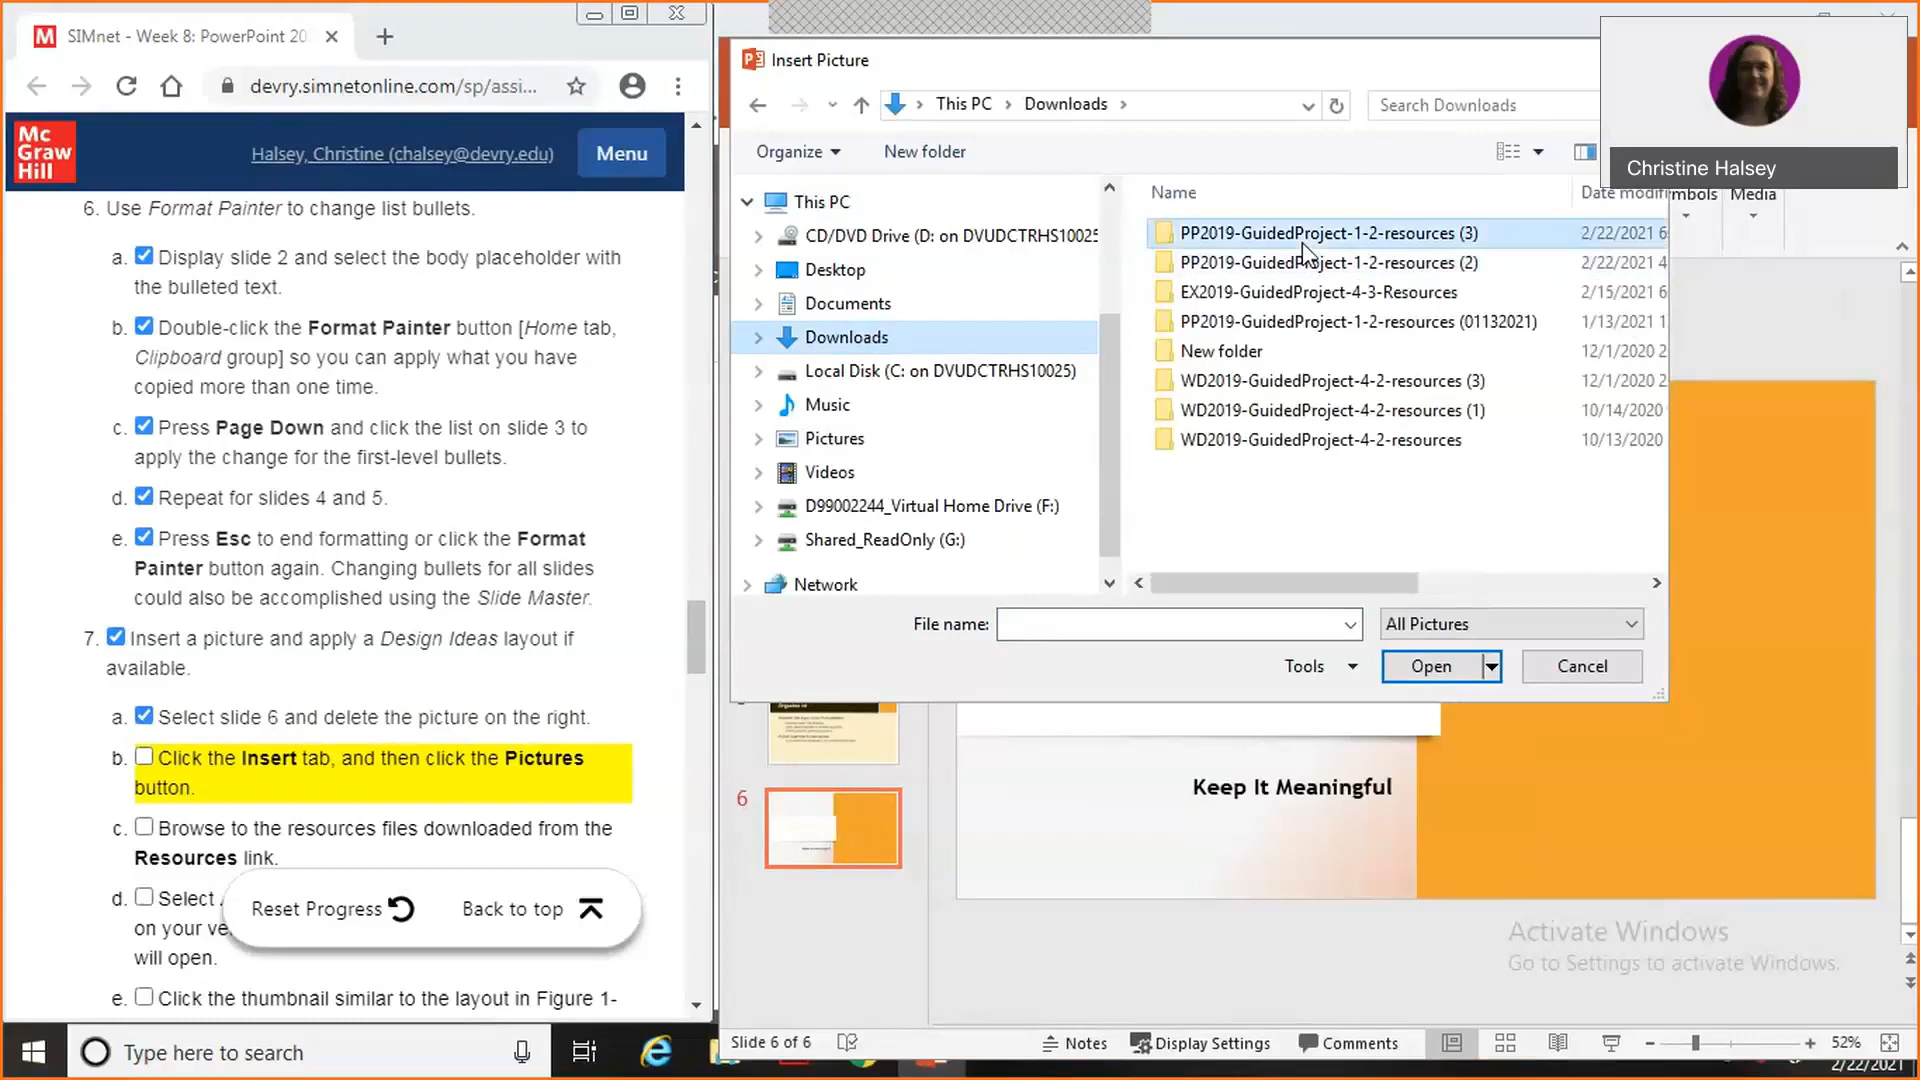 SIMnet - Week 8: PowerPoint 20
devry.simnetonline.com/sp/assi...
Mc
Graw
Hill
Halsey, Christine (chalsey@devry.edu)
Menu
6. Use Format Painter to change list bullets.
a. Display slide 2 and select the body placeholder with
the bulleted text.
b. Double-click the Format Painter button [Home tab,
Clipboard group] so you can apply what you have
copied more than one time.
c. Press Page Down and click the list on slide 3 to
apply the change for the first-level bullets.
d. Repeat for slides 4 and 5.
e. Press Esc to end formatting or click the Format
Painter button again. Changing bullets for all slides
could also be accomplished using the Slide Master.
7. Insert a picture and apply a Design Ideas layout if
available.
a. Select slide 6 and delete the picture on the right.
b. Click the Insert tab, and then click the Pictures
button.
c. Browse to the resources files downloaded from the
Resources link.
d. Select
on your ve
will open.
Reset Progress
Back to top
e. Click the thumbnail similar to the layout in Figure 1-
Type here to search
Insert Picture
This PC
Downloads
Search Downloads
Organize
New folder
This PC
CD/DVD Drive (D: on DVUDCTRHS10025
Desktop
Documents
Downloads
Local Disk (C: on DVUDCTRHS10025)
Music
Pictures
Videos
D99002244_Virtual Home Drive (F:)
Shared_ReadOnly (G:)
Network
Name
Date modifi
PP2019-GuidedProject-1-2-resources (3) 2/22/2021 6
PP2019-GuidedProject-1-2-resources (2) 2/22/2021 4
EX2019-GuidedProject-4-3-Resources 2/15/2021 6
PP2019-GuidedProject-1-2-resources (01132021) 1/13/2021 1
New folder 12/1/2020 2
WD2019-GuidedProject-4-2-resources (3) 12/1/2020 2
WD2019-GuidedProject-4-2-resources (1) 10/14/2020
WD2019-GuidedProject-4-2-resources 10/13/2020
File name:
All Pictures
Tools
Open
Cancel
Christine Halsey
mbols
Media
6
Keep It Meaningful
Activate Windows
Go to Settings to activate Windows.
Slide 6 of 6
Notes
Display Settings
Comments
52%
2/22/2021